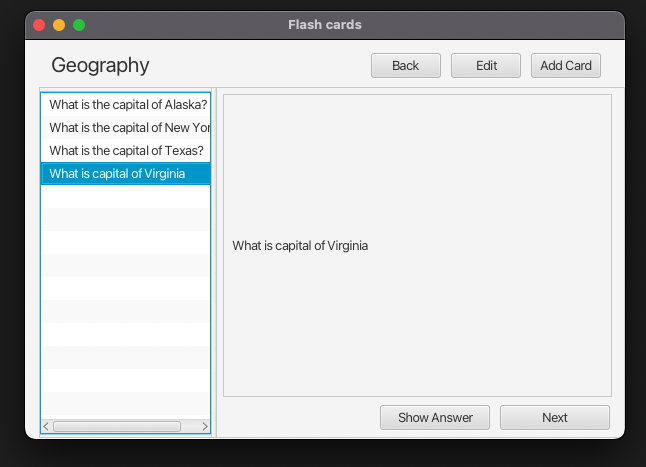 Flash cards
Geography
Back
Edit
Add Card
What is the capital of Alaska?
What is the capital of New Yor
What is the capital of Texas?
What is capital of Virginia
What is capital of Virginia
Show Answer
Next